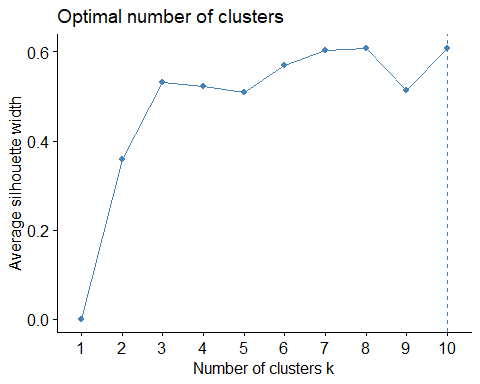 Optimal number of clusters
Average silhouette width
0.6
0.4
0.2
0.0
1 2 3 4 5 6 7 8 9 10
Number of clusters k